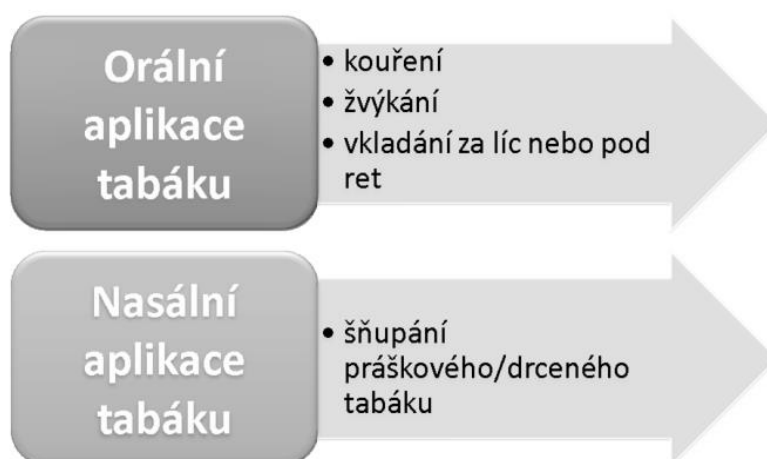 Orální
aplikace
tabáku
• kouření
• žvýkání
• vkládání za líc nebo pod
ret
Nasální
aplikace
tabáku
• šňupání
práškového/drceného
tabáku